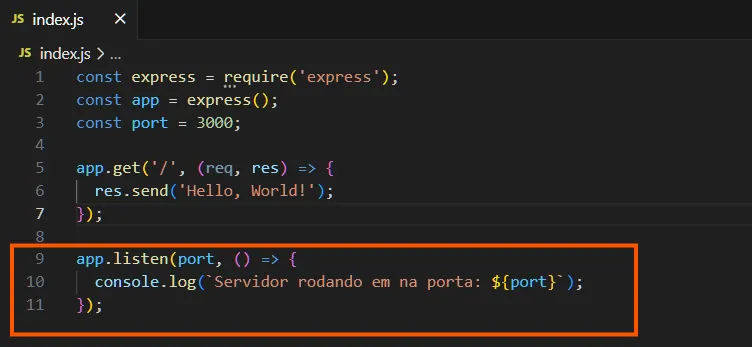 JS index.js ×
JS index.js > ...
1 const express = require('express');
2 const app = express();
3 const port = 3000;
4
5 app.get('/', (req, res) => {
6   res.send('Hello, World!');
7 });
8
9 app.listen(port, () => {
10   console.log(`Servidor rodando em na porta: ${port}`);
11 });